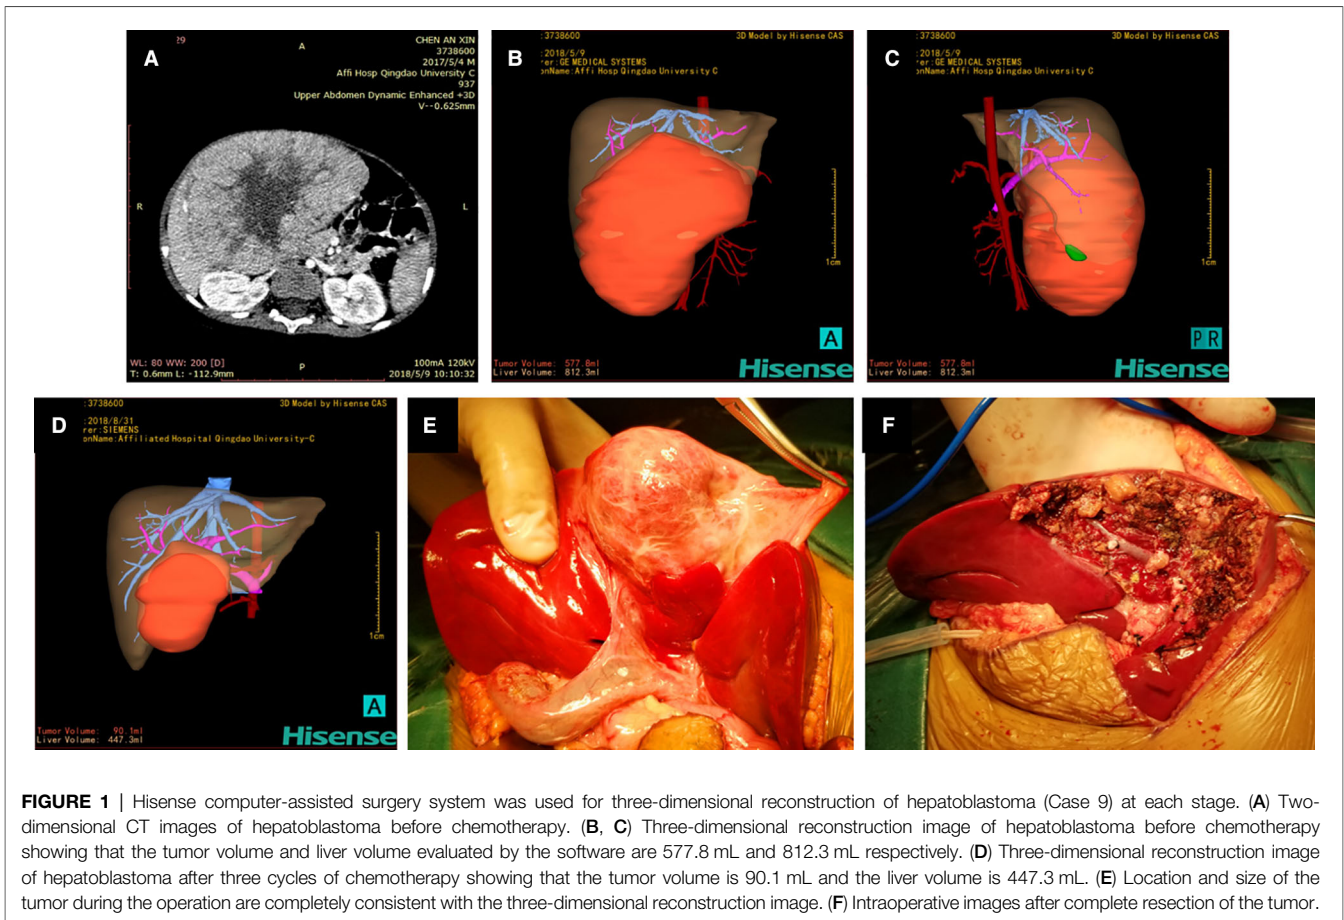 A
29
A
CHEN AN XIN
3738600
2017/5/4 M
Affi Hosp Qingdao University C
937
Upper Abdomen Dynamic Enhanced +3D
V--0.625mm
R
L
WL: 80 WW: 200 [D]
T: 0.6mm L: -112.9mm
P
100mA 120kV
2018/5/9 10:10:32
B
:3738600
3D Model by Hisense CAS
:2018/5/9
rer:GE MEDICAL SYSTEMS
onName:Affi Hosp Qingdao University C
1cm
A
Tumor Volume: 577.8ml
Liver Volume: 812.3ml
Hisense
C
:3738600
3D Model by Hisense CAS
:2018/5/9
rer:GE MEDICAL SYSTEMS
onName:Affi Hosp Qingdao University C
1cm
PR
Tumor Volume: 577.8ml
Liver Volume: 812.3ml
Hisense
D
:3738600
3D Model by Hisense CAS
:2018/8/31
rer:SIEMENS
onName:Affiliated Hospital Qingdao University-C
1cm
A
Tumor Volume: 90.1ml
Liver Volume: 447.3ml
Hisense
E
F
FIGURE 1 | Hisense computer-assisted surgery system was used for three-dimensional reconstruction of hepatoblastoma (Case 9) at each stage. (A) Two-
dimensional CT images of hepatoblastoma before chemotherapy. (B, C) Three-dimensional reconstruction image of hepatoblastoma before chemotherapy
showing that the tumor volume and liver volume evaluated by the software are 577.8 mL and 812.3 mL respectively. (D) Three-dimensional reconstruction image
of hepatoblastoma after three cycles of chemotherapy showing that the tumor volume is 90.1 mL and the liver volume is 447.3 mL. (E) Location and size of the
tumor during the operation are completely consistent with the three-dimensional reconstruction image. (F) Intraoperative images after complete resection of the tumor.